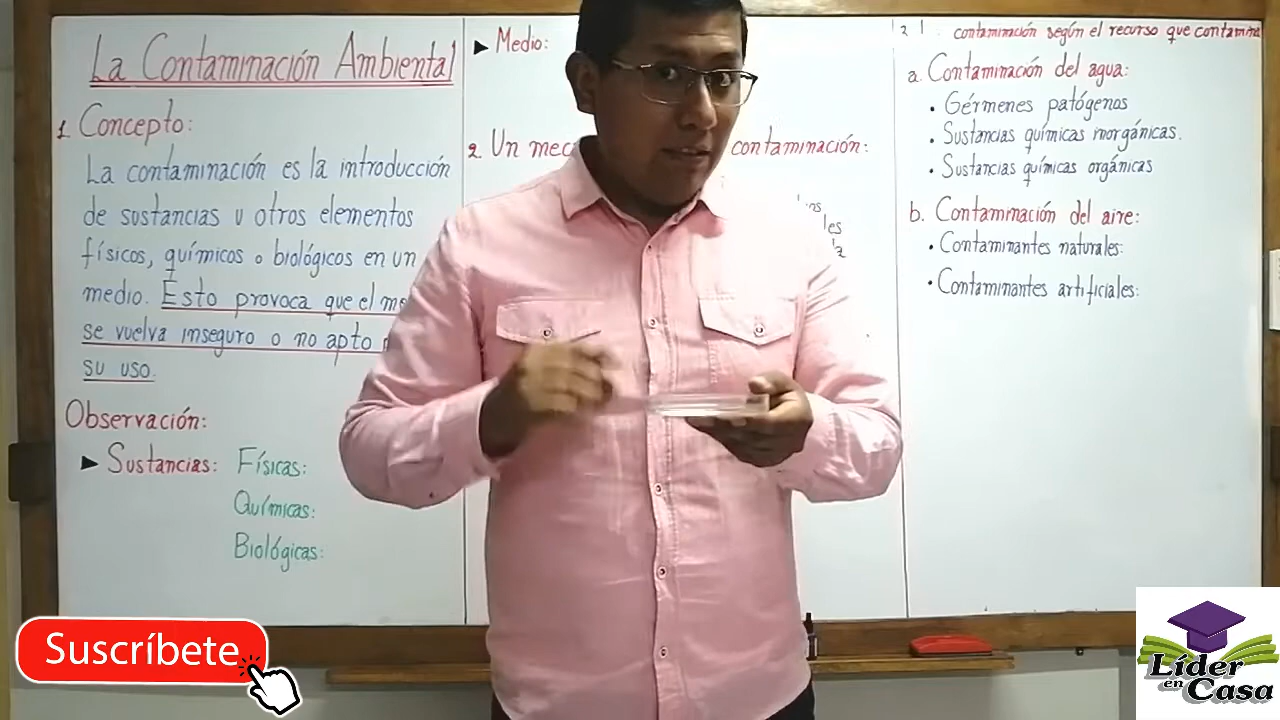 La Contaminación Ambiental
1. Concepto:
La contaminación es la introducción
de sustancias u otros elementos
físicos, químicos o biológicos en un
medio. Esto provoca que el
se vuelva inseguro o no apto
su uso.
Observación:
► Sustancias: Físicas:
Químicas:
Biológicas:
► Medio:
2. Un contaminación:
contaminación según el recurso que contamina
a. Contaminación del agua:
• Gérmenes patógenos
• Sustancias químicas inorgánicas.
• Sustancias químicas orgánicas
b. Contaminación del aire:
• Contaminantes naturales:
• Contaminantes artificiales:
Suscríbete
Líder
en Casa